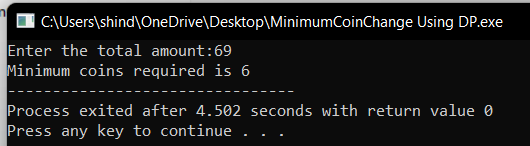 C:\Users\shind\OneDrive\Desktop\MinimumCoinChange Using DP.exe
Enter the total amount:69
Minimum coins required is 6
--------------------------------
Process exited after 4.502 seconds with return value 0
Press any key to continue . . .